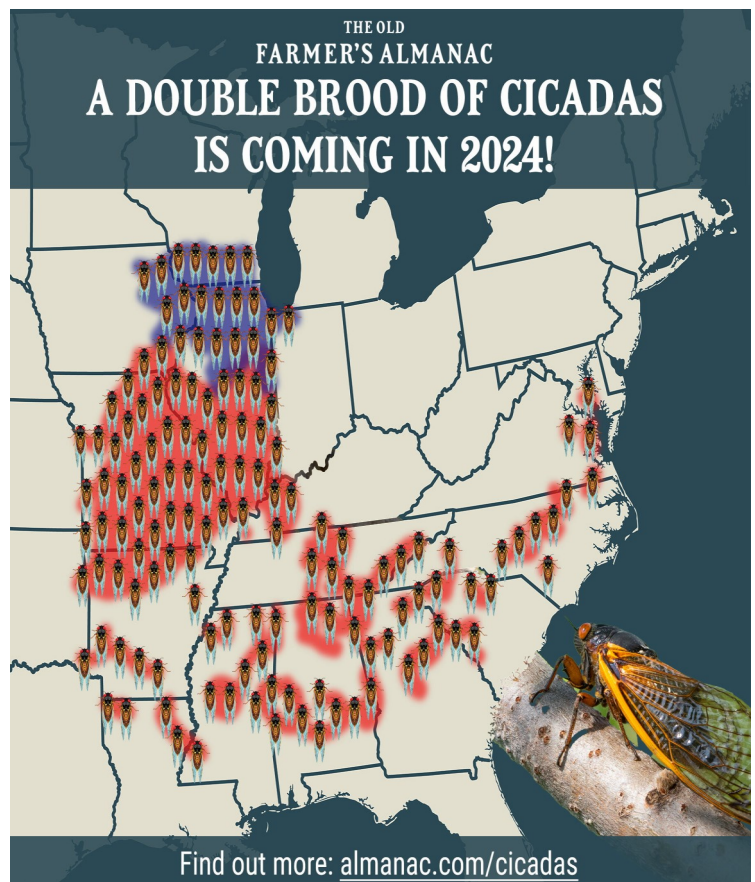 THE OLD
FARMER'S ALMANAC
A DOUBLE BROOD OF CICADAS
IS COMING IN 2024!
Find out more: almanac.com/cicadas